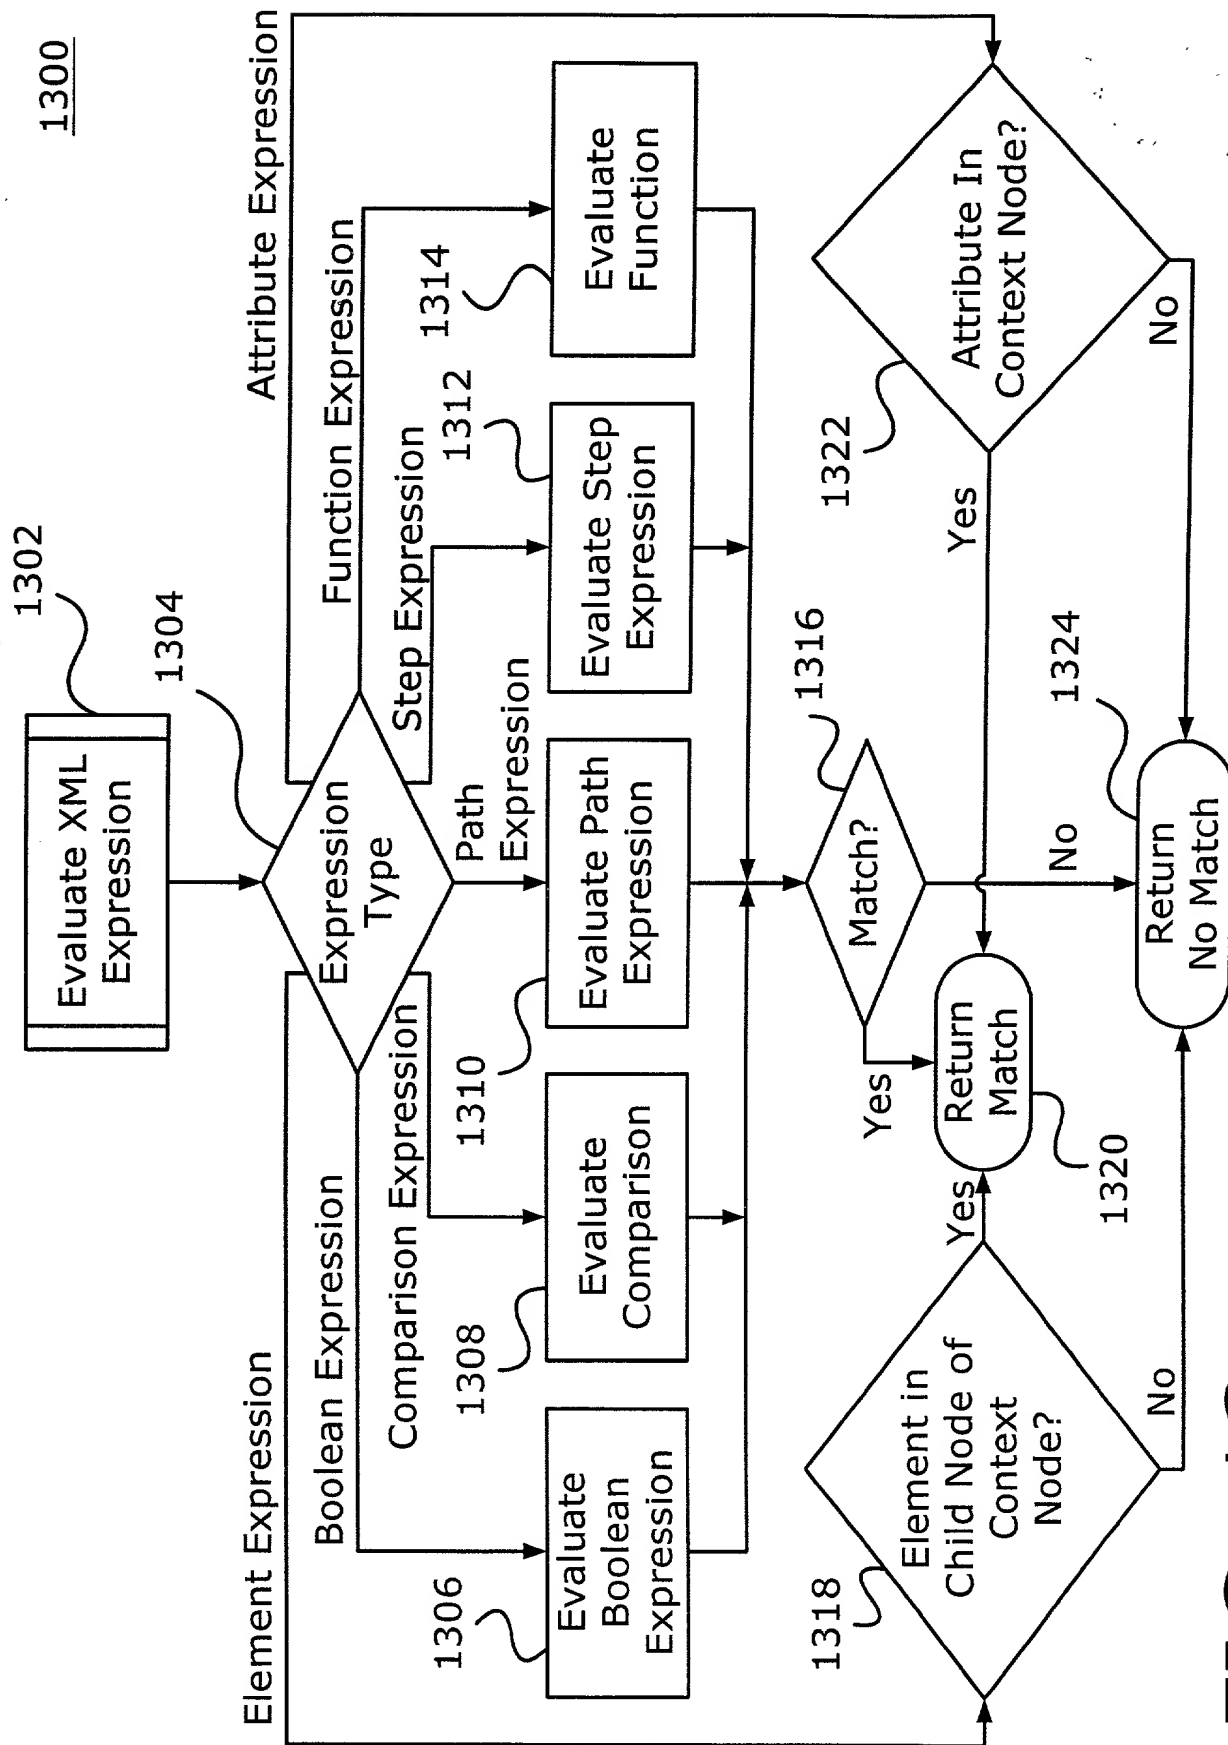 1300
1302
Evaluate XML
Expression
1304
Expression
Type
Element Expression
Attribute Expression
Boolean Expression
Function Expression
Comparison Expression
Step Expression
Path
Expression
1306
Evaluate
Boolean
Expression
1308
Evaluate
Comparison
1310
Evaluate Path
Expression
1312
Evaluate Step
Expression
1314
Evaluate
Function
1316
Match?
Yes
No
1318
Element in
Child Node of
Context
Node?
Yes
No
Return
Match
1320
1322
Attribute In
Context Node?
Yes
No
1324
Return
No Match